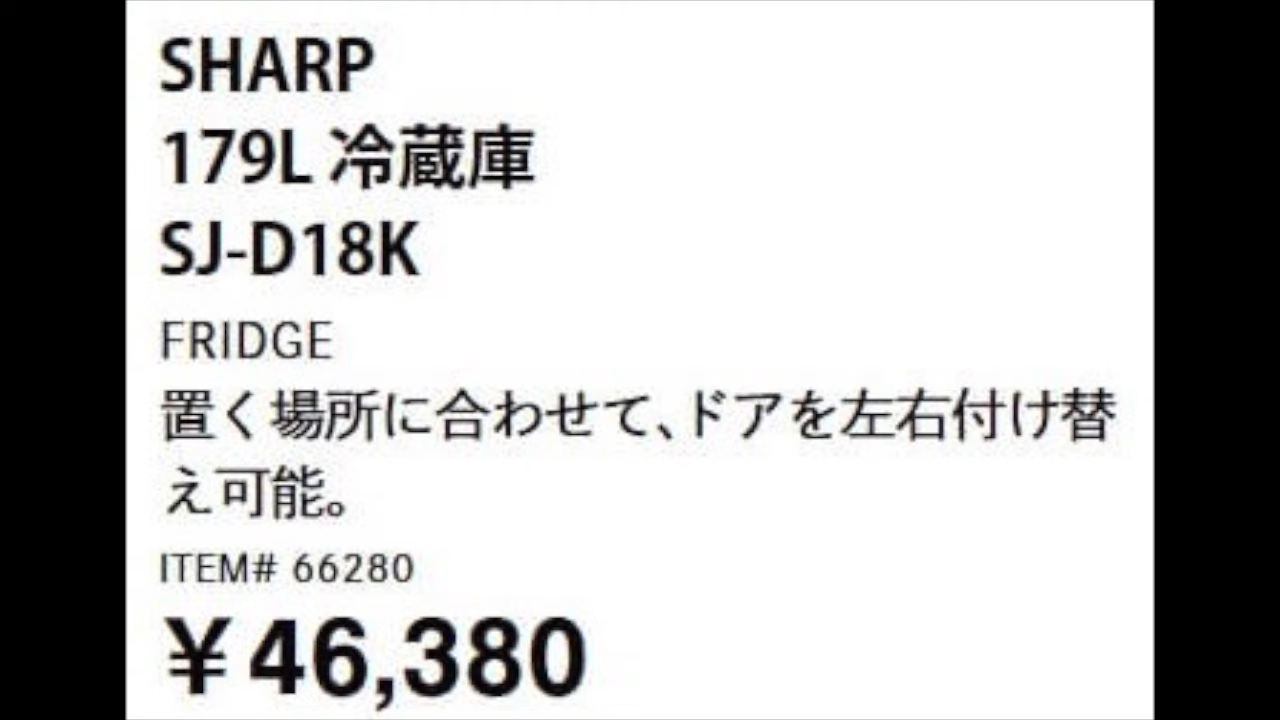 SHARP
179L 冷蔵庫
SJ-D18K
FRIDGE
置く場所に合わせて、ドアを左右付け替
え可能。
ITEM# 66280
¥46,380